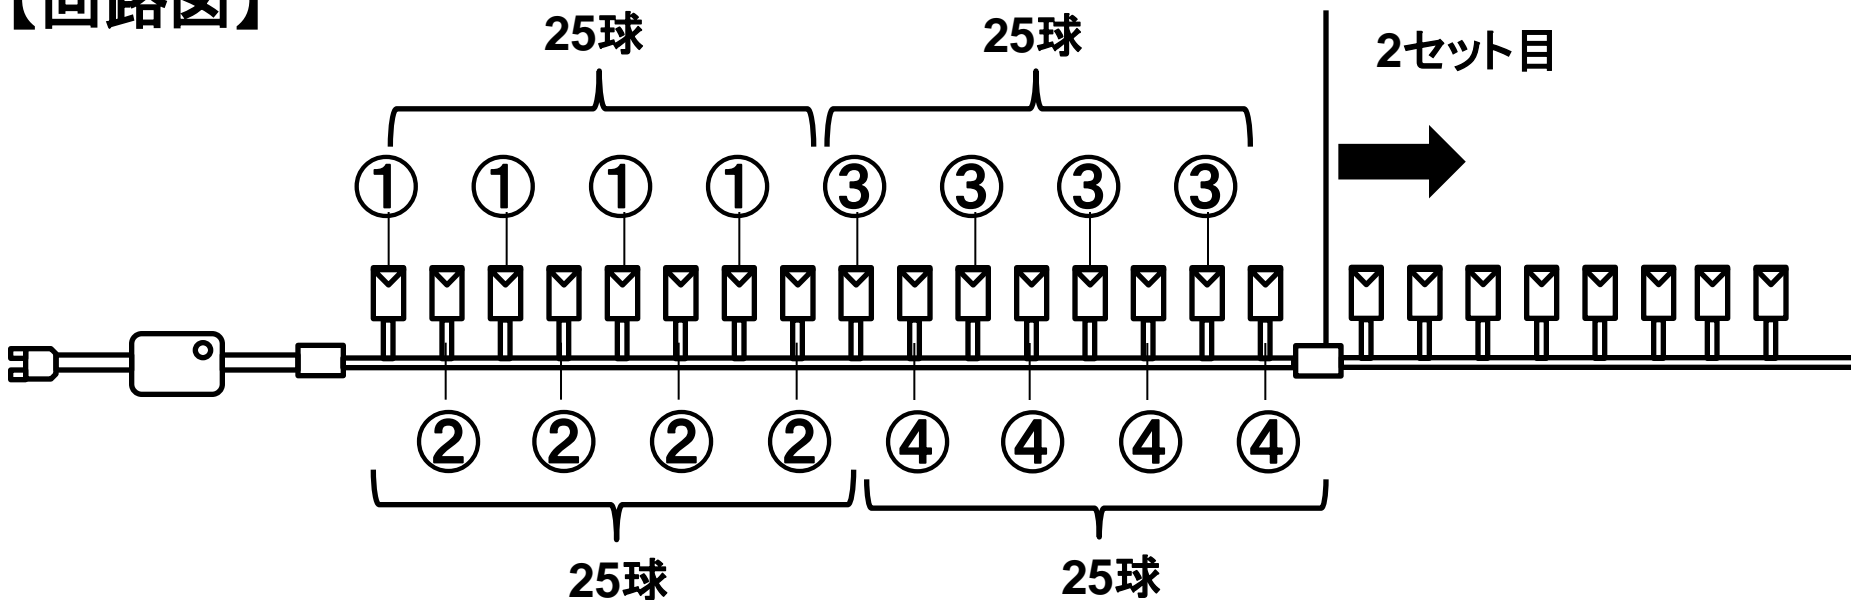 【回路図】
25球
25球
2セット目
① ① ① ① ③ ③ ③ ③
② ② ② ② ④ ④ ④ ④
25球
25球